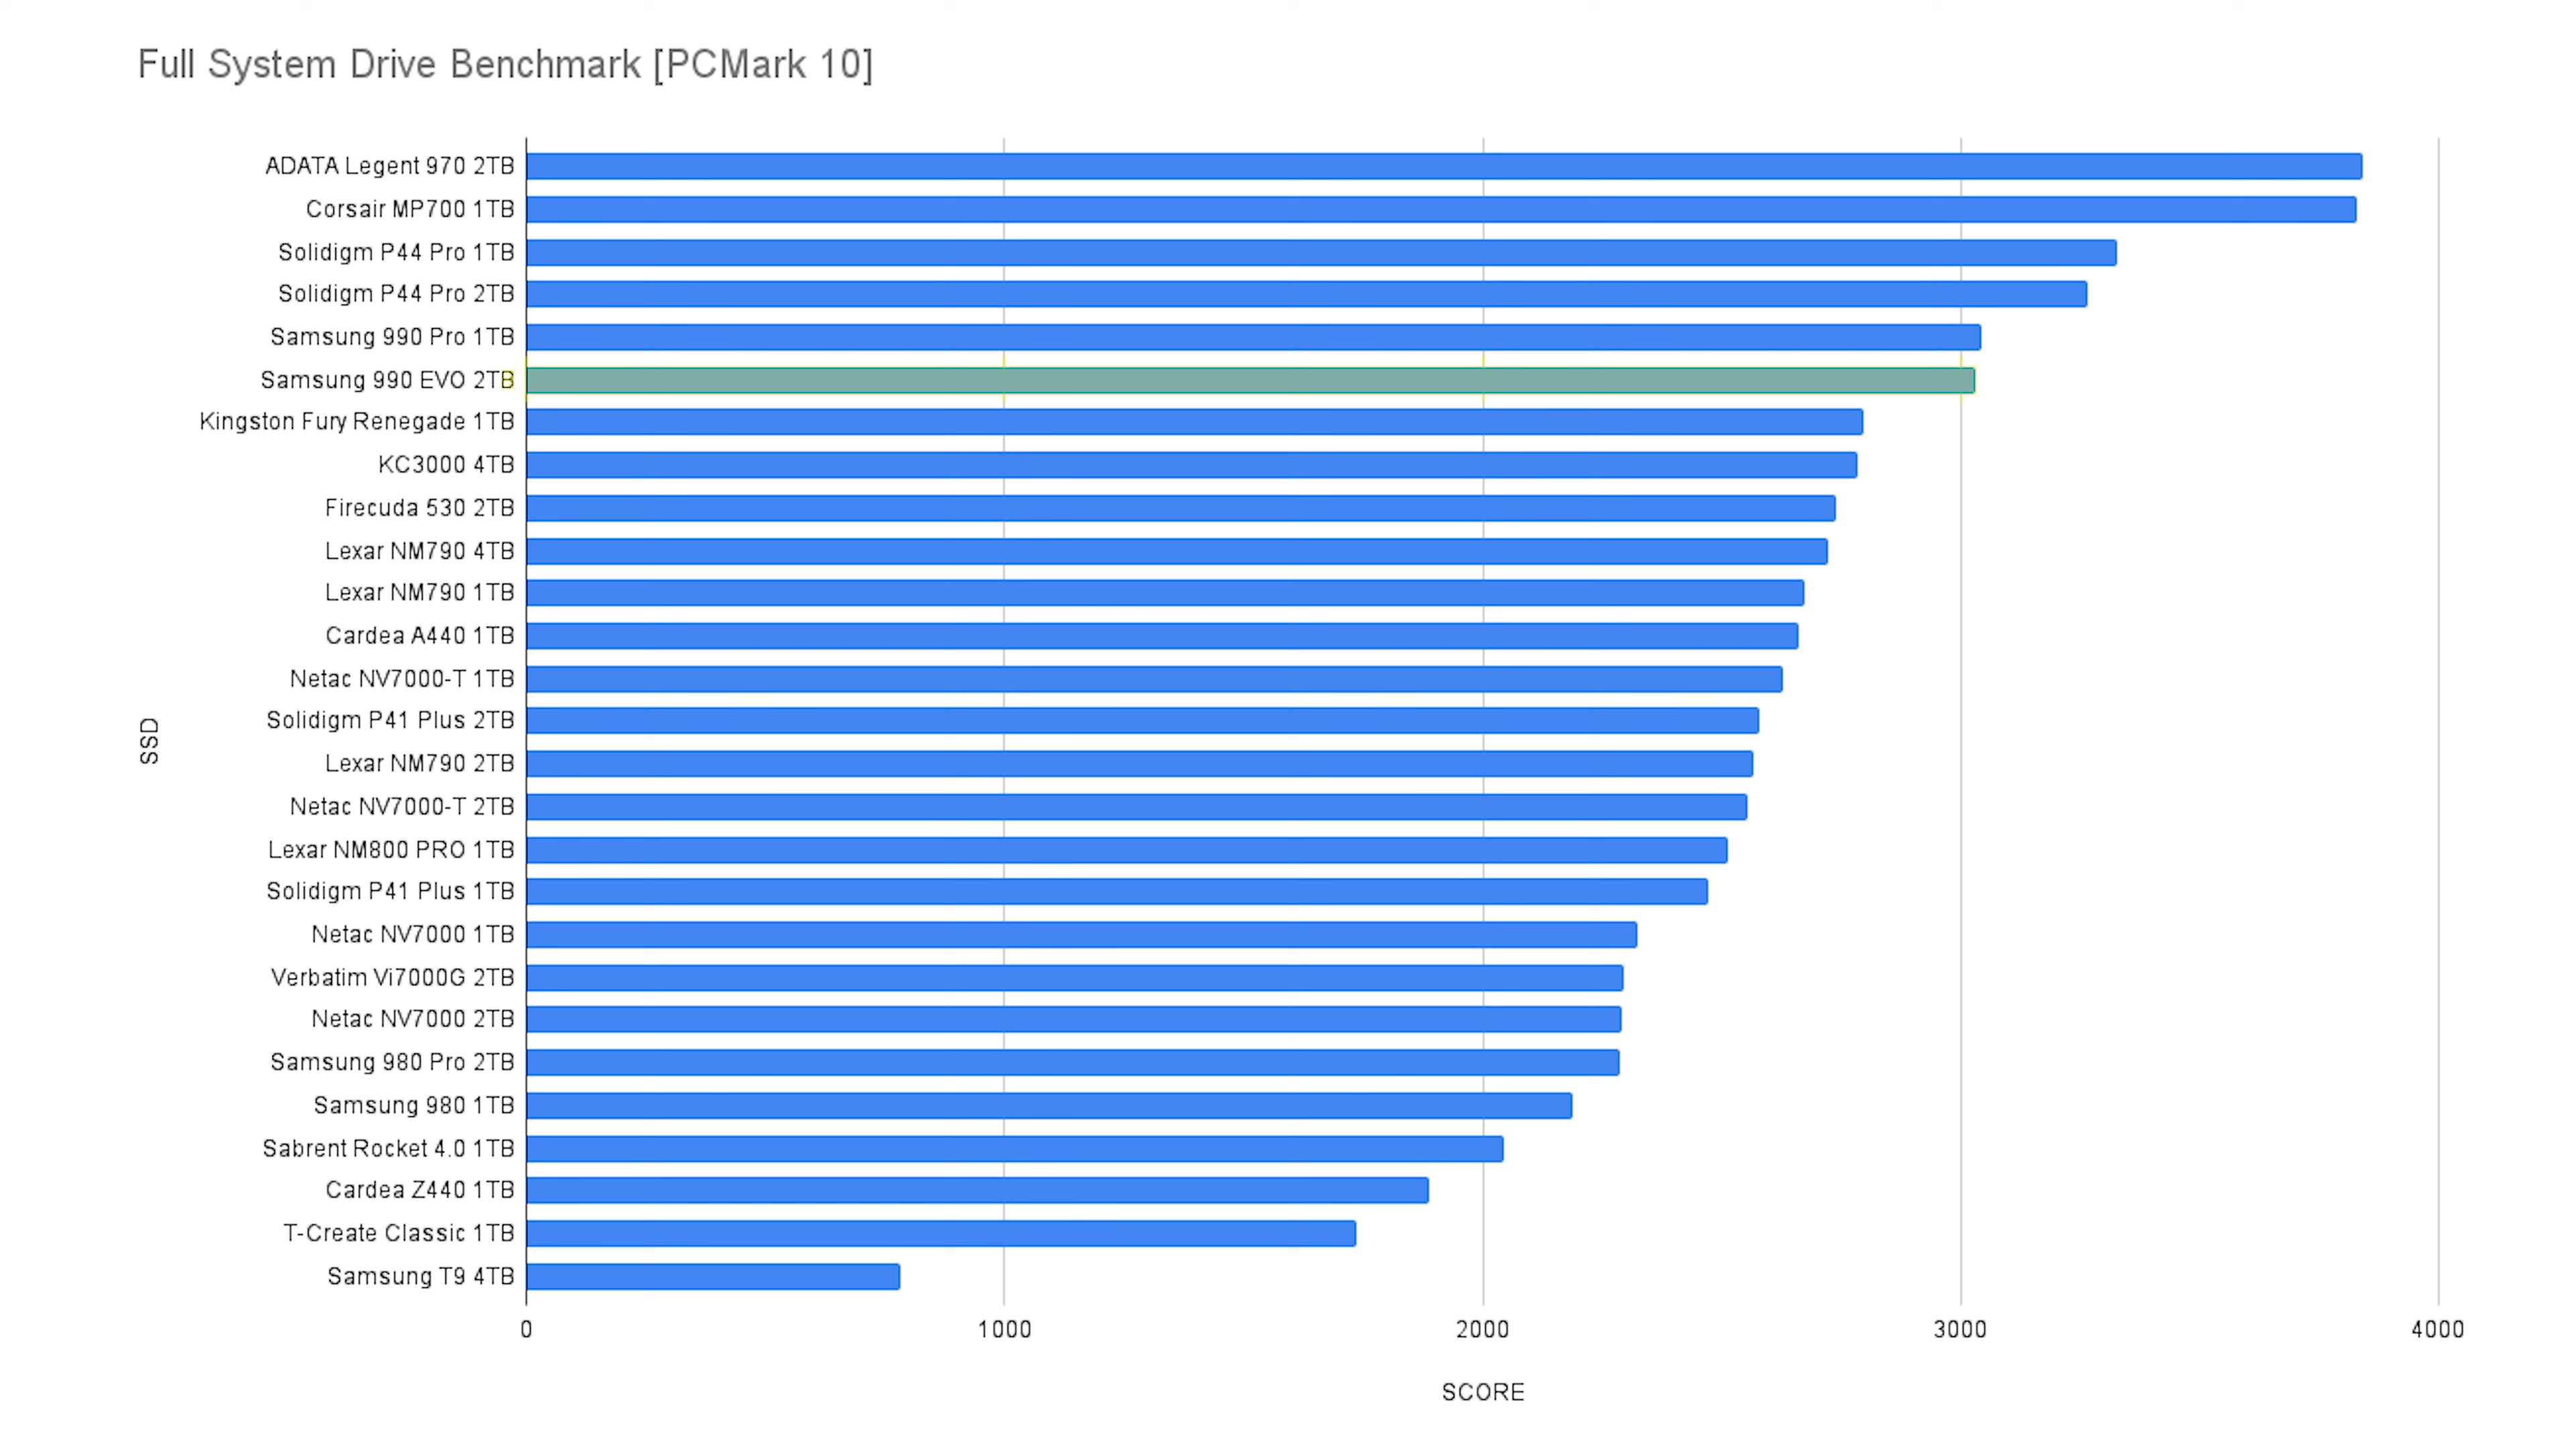 Full System Drive Benchmark [PCMark 10]
ADATA Legent 970 2TB
Corsair MP700 1TB
Solidigm P44 Pro 1TB
Solidigm P44 Pro 2TB
Samsung 990 Pro 1TB
Samsung 990 EVO 2TB
Kingston Fury Renegade 1TB
KC3000 4TB
Firecuda 530 2TB
Lexar NM790 4TB
Lexar NM790 1TB
Cardea A440 1TB
Netac NV7000-T 1TB
Solidigm P41 Plus 2TB
Lexar NM790 2TB
Netac NV7000-T 2TB
Lexar NM800 PRO 1TB
Solidigm P41 Plus 1TB
Netac NV7000 1TB
Verbatim Vi7000G 2TB
Netac NV7000 2TB
Samsung 980 Pro 2TB
Samsung 980 1TB
Sabrent Rocket 4.0 1TB
Cardea Z440 1TB
T-Create Classic 1TB
Samsung T9 4TB
SSD
0 1000 2000 3000 4000
SCORE